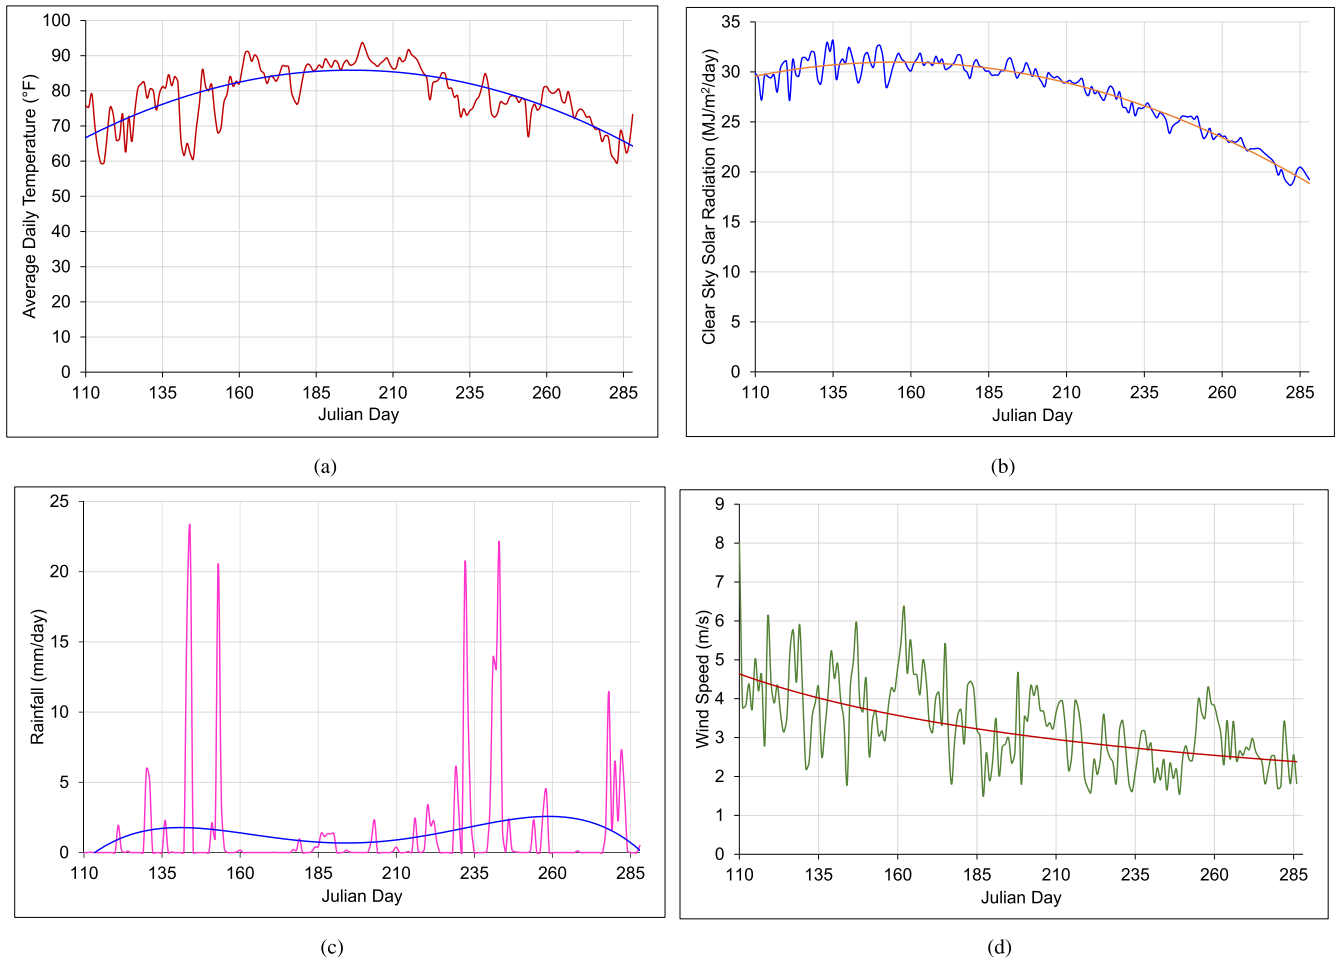 100
90
80
70
60
50
40
30
20
10
0
Average Daily Temperature (°F)
110 135 160 185 210 235 260 285
Julian Day
(a)
35
30
25
20
15
10
5
0
Clear Sky Solar Radiation (MJ/m²/day)
110 135 160 185 210 235 260 285
Julian Day
(b)
25
20
15
10
5
0
Rainfall (mm/day)
110 135 160 185 210 235 260 285
Julian Day
(c)
9
8
7
6
5
4
3
2
1
0
Wind Speed (m/s)
110 135 160 185 210 235 260 285
Julian Day
(d)